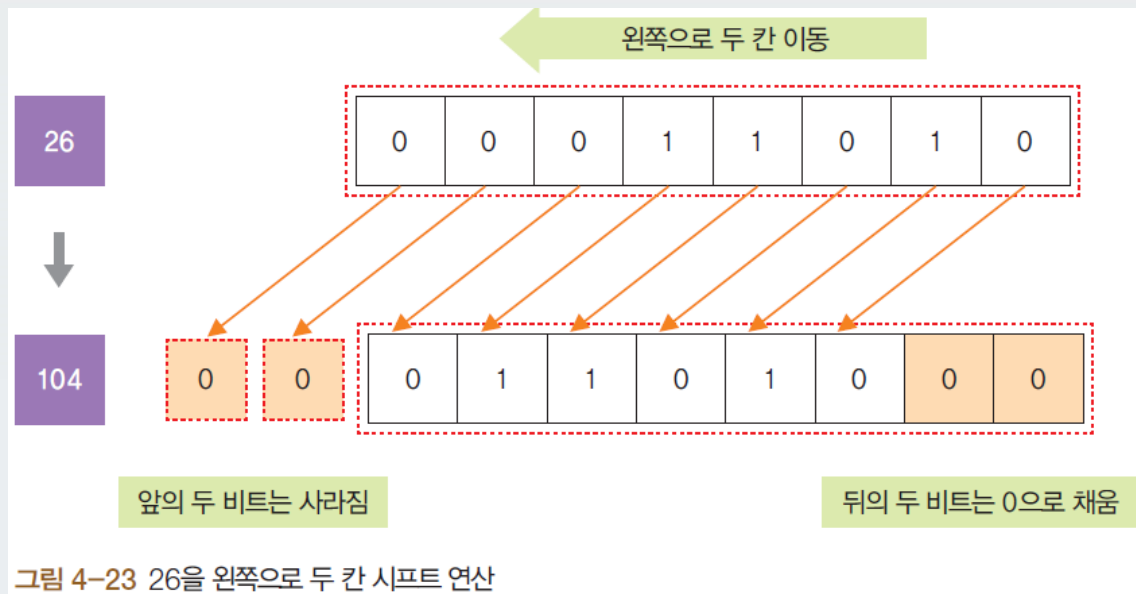 왼쪽으로 두 칸 이동
26
0 0 0 1 1 0 1 0
104
0 0 0 1 1 0 1 0 0 0
앞의 두 비트는 사라짐
뒤의 두 비트는 0으로 채움
그림 4-23 26을 왼쪽으로 두 칸 시프트 연산